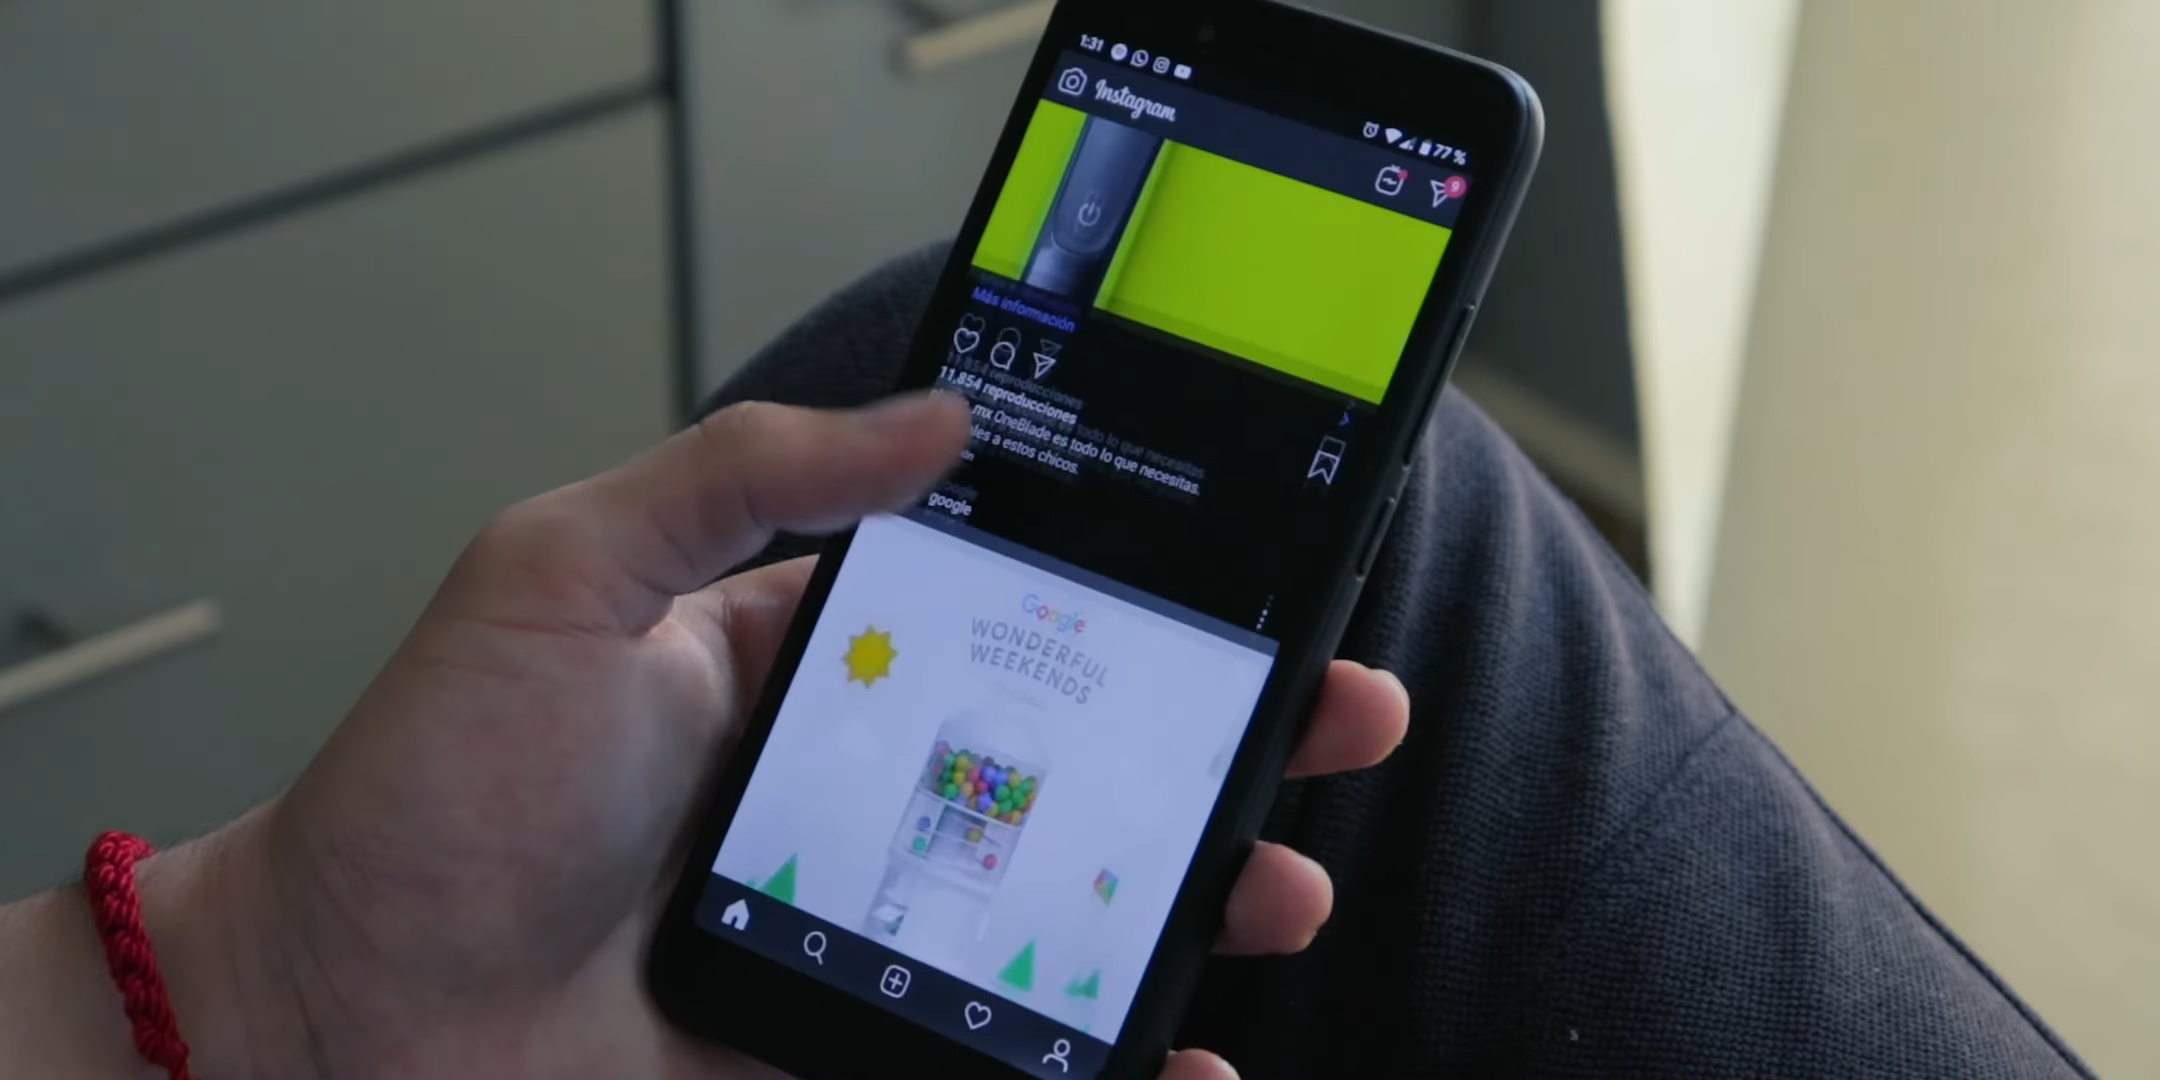 1:31
77 %
Instagram
9
Más información
11,854 reproducciones
mx OneBlade es todo lo que necesitas.
a estos chicos.
google
Google
WONDERFUL
WEEKENDS